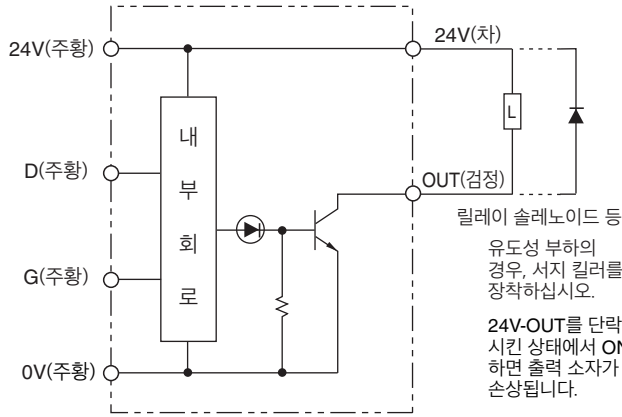 24V(주황)
24V(차)
내
부
회
로
L
D(주황)
OUT(검정)
릴레이 솔레노이드 등
유도성 부하의
경우, 서지 킬러를
장착하십시오.
G(주황)
24V-OUT를 단락
시킨 상태에서 ON
하면 출력 소자가
손상됩니다.
0V(주황)